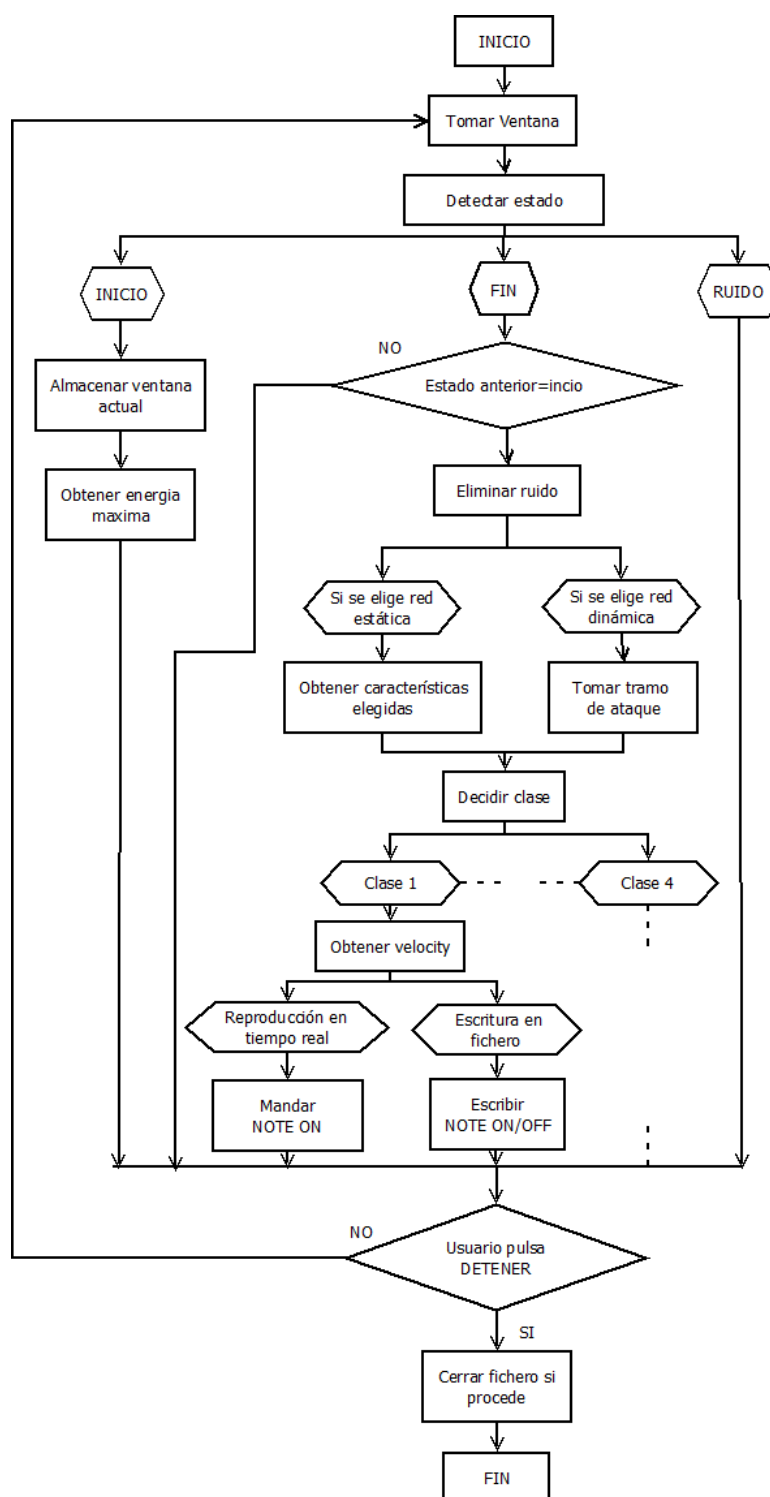 INICIO
Tomar Ventana
Detectar estado
INICIO
FIN
RUIDO
NO
Almacenar ventana
actual
Estado anterior=incio
Obtener energia
maxima
Eliminar ruido
Si se elige red
estática
Si se elige red
dinámica
Obtener características
elegidas
Tomar tramo
de ataque
Decidir clase
Clase 1
Clase 4
Obtener velocity
Reproducción en
tiempo real
Escritura en
fichero
Mandar
NOTE ON
Escribir
NOTE ON/OFF
NO
Usuario pulsa
DETENER
SI
Cerrar fichero si
procede
FIN